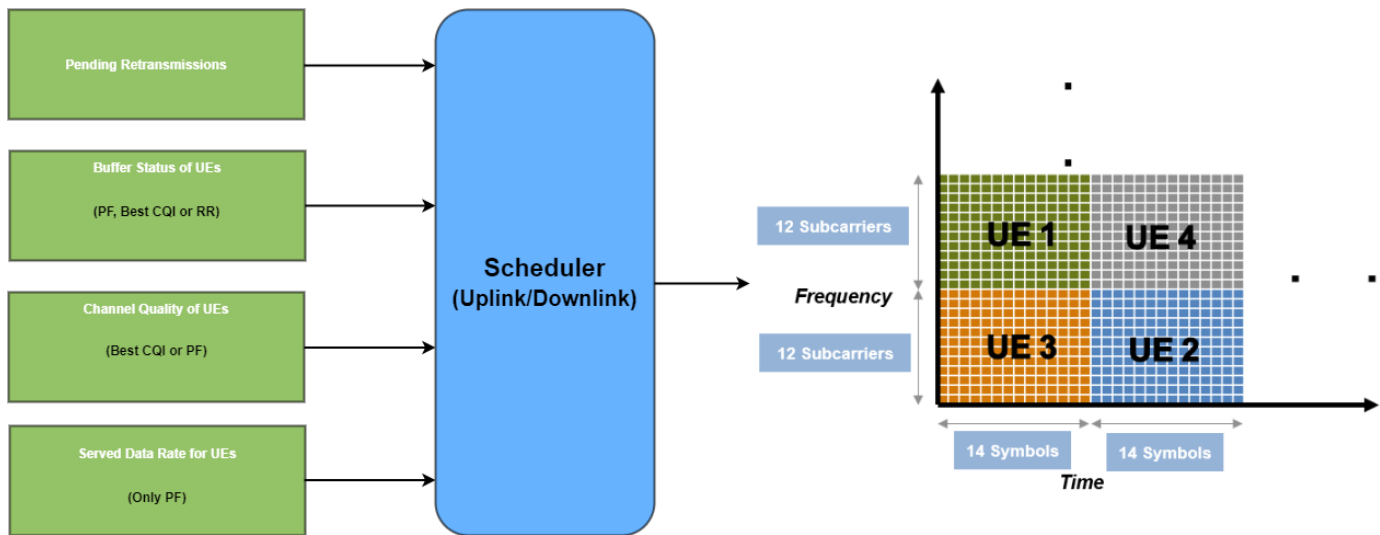 Pending Retransmissions
Buffer Status of UEs
(PF, Best CQI or RR)
Channel Quality of UEs
(Best CQI or PF)
Served Data Rate for UEs
(Only PF)
Scheduler
(Uplink/Downlink)
12 Subcarriers
Frequency
12 Subcarriers
UE 1
UE 4
UE 3
UE 2
14 Symbols
14 Symbols
Time